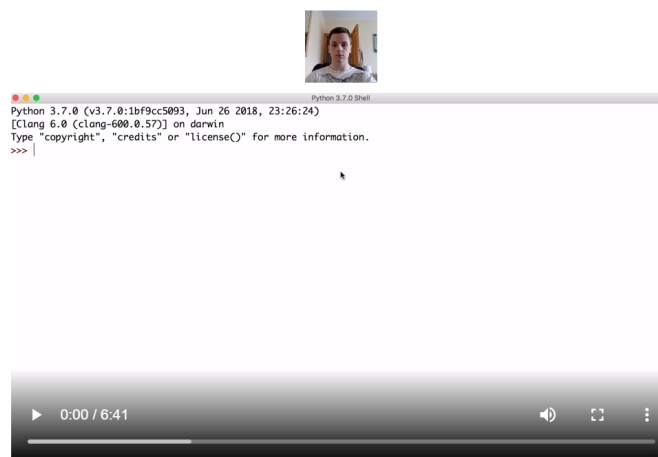 Python 3.7.0 Shell
Python 3.7.0 (v3.7.0:1bf9cc5093, Jun 26 2018, 23:26:24)
[Clang 6.0 (clang-600.0.57)] on darwin
Type "copyright", "credits" or "license()" for more information.
>>>
0:00 / 6:41